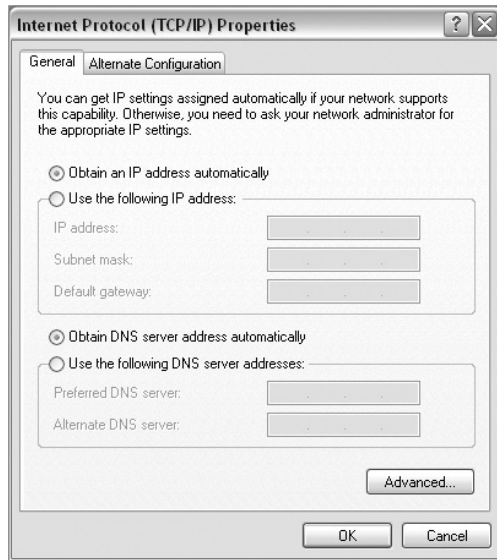 Internet Protocol (TCP/IP) Properties
General Alternate Configuration
You can get IP settings assigned automatically if your network supports
this capability. Otherwise, you need to ask your network administrator for
the appropriate IP settings.
Obtain an IP address automatically
Use the following IP address:
IP address:
Subnet mask:
Default gateway:
Obtain DNS server address automatically
Use the following DNS server addresses:
Preferred DNS server:
Alternate DNS server:
Advanced...
OK Cancel